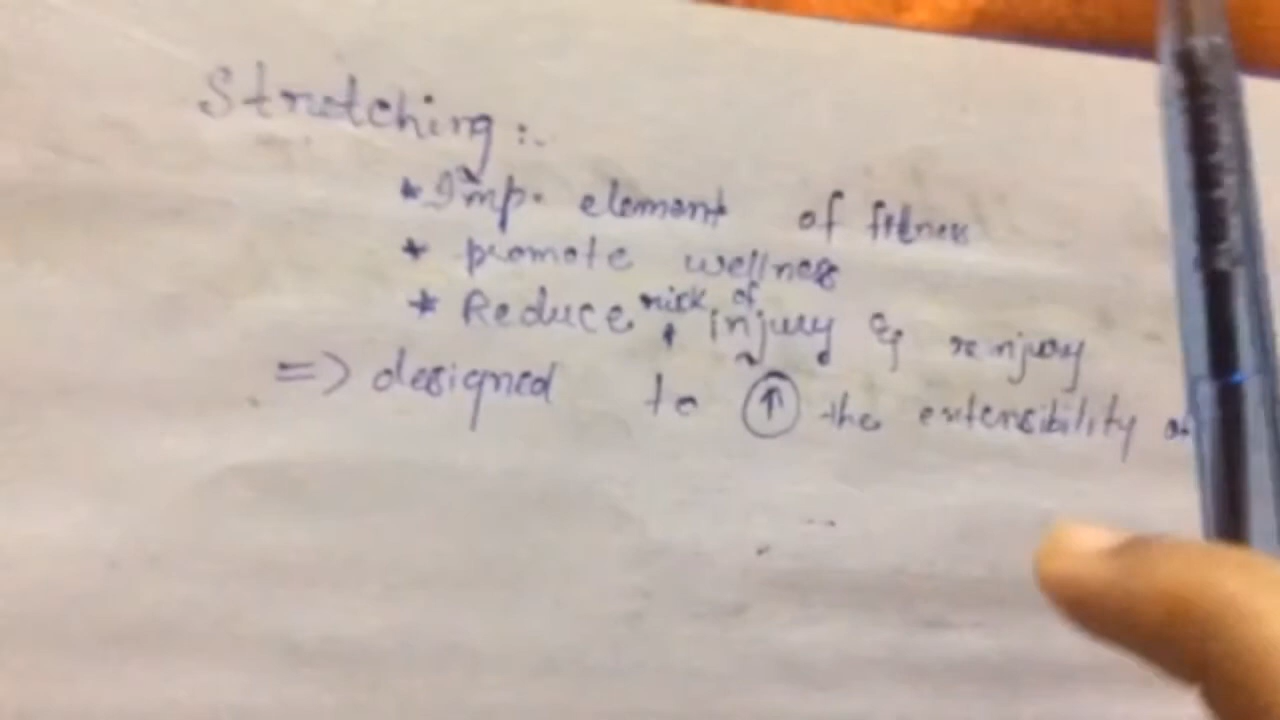 Stretching :-
* Imp. element of fitness
* promote wellness
* Reduce risk of injury & reinjury
=> designed to ↑ the extensibility of